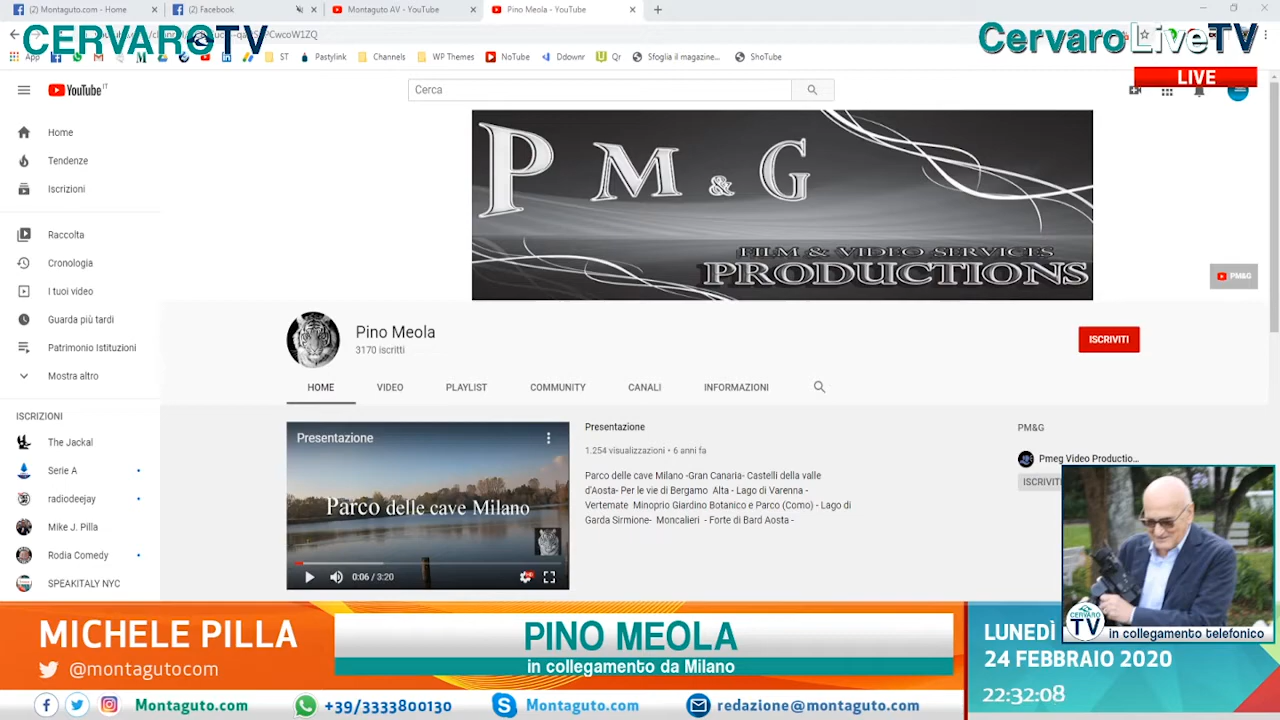 (2) Montaguto.com - Home
(2) Facebook
Montaguto AV - YouTube
Pino Meola - YouTube
CERVARO TV
CervaroLiveTV
LIVE
App
ST
Pastylink
Channels
WP Themes
NoTube
Ddownr
Qr
Sfoglia il magazine...
ShoTube
YouTube IT
Cerca
Home
Tendenze
Iscrizioni
Raccolta
Cronologia
I tuoi video
Guarda più tardi
Patrimonio Istituzioni
Mostra altro
ISCRIZIONI
The Jackal
Serie A
radiodeejay
Mike J. Pilla
Rodia Comedy
SPEAKITALY NYC
P M & G
FILM & VIDEO SERVICES
PRODUCTIONS
PM&G
Pino Meola
3170 iscritti
ISCRIVITI
HOME
VIDEO
PLAYLIST
COMMUNITY
CANALI
INFORMAZIONI
Presentazione
Parco delle cave Milano
0:06 / 3:20
Presentazione
1.254 visualizzazioni • 6 anni fa
Parco delle cave Milano -Gran Canaria- Castelli della valle
d'Aosta- Per le vie di Bergamo Alta - Lago di Varenna -
Vertemate Minoprio Giardino Botanico e Parco (Como) - Lago di
Garda Sirmione- Moncalieri - Forte di Bard Aosta -
PM&G
Pmeg Video Productio...
ISCRIVITI
CERVARO
TV
in collegamento telefonico
MICHELE PILLA
@montagutocom
PINO MEOLA
in collegamento da Milano
LUNEDÌ
24 FEBBRAIO 2020
22:32:08
Montaguto.com
+39/3333800130
Montaguto.com
redazione@montaguto.com